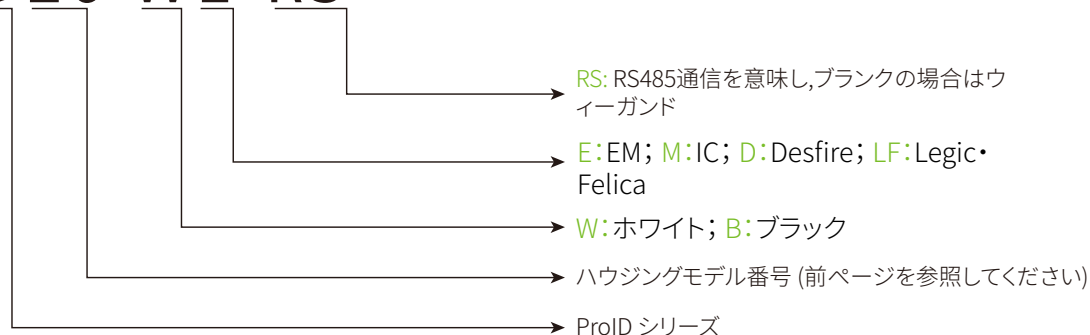 RS: RS485通信を意味し,ブランクの場合はウ
ィーガンド
E:EM; M:IC; D:Desfire; LF:Legic・
Felica
W:ホワイト; B:ブラック
ハウジングモデル番号 (前ページを参照してください)
ProID シリーズ